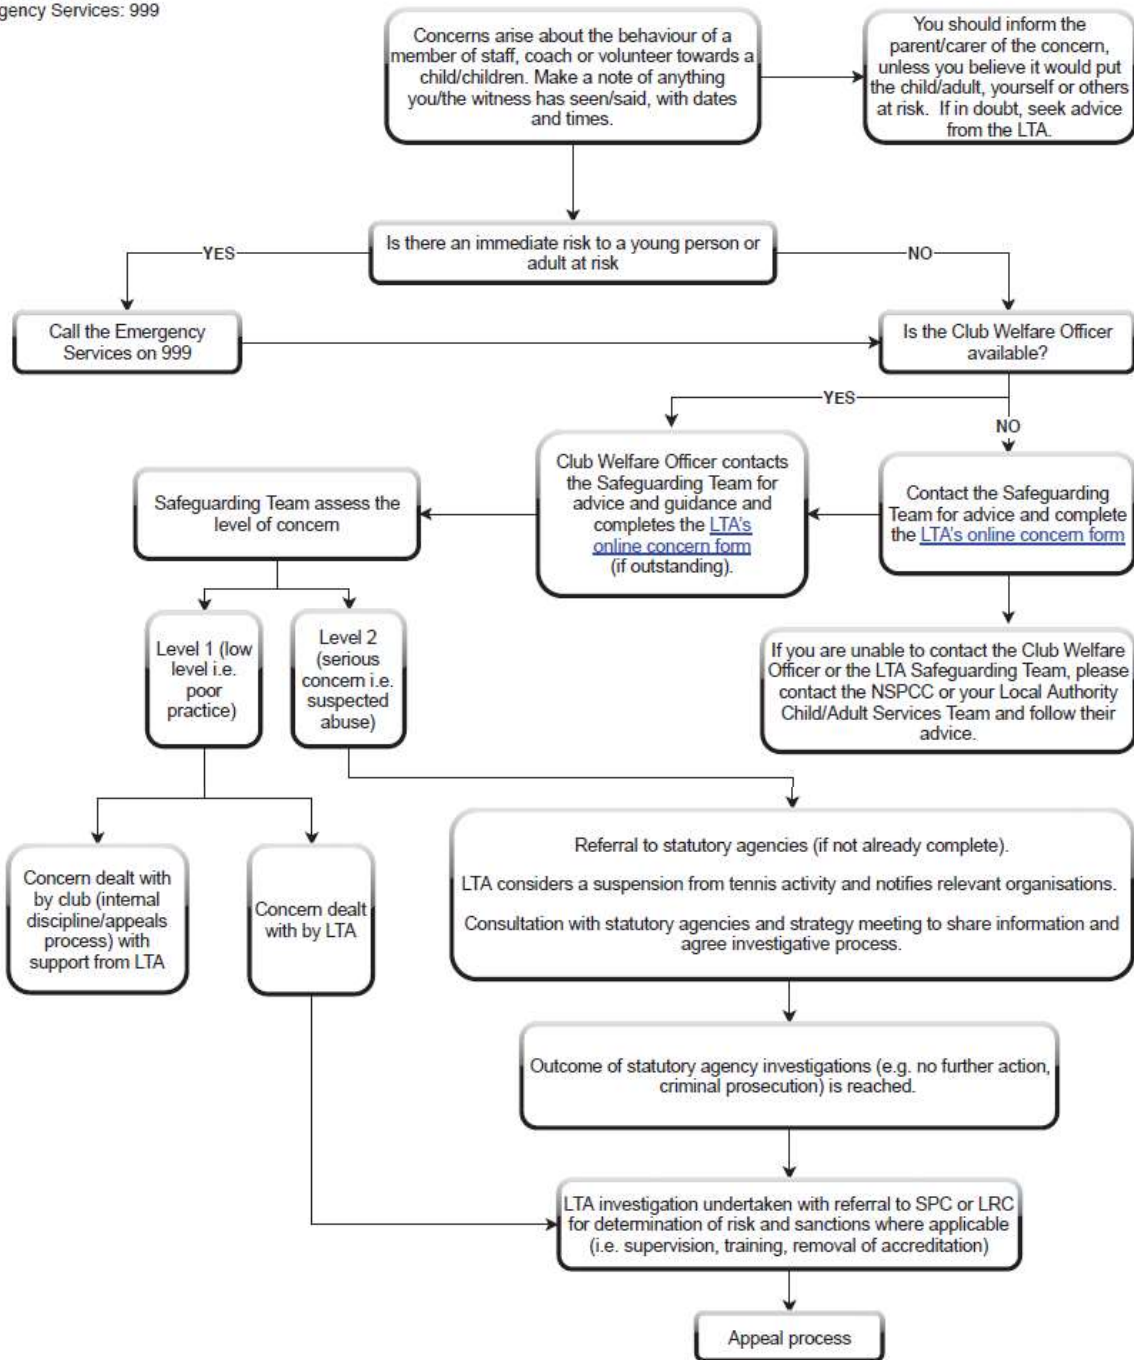 gency Services: 999
Concerns arise about the behaviour of a
member of staff, coach or volunteer towards a
child/children. Make a note of anything
you/the witness has seen/said, with dates
and times.
You should inform the
parent/carer of the concern,
unless you believe it would put
the child/adult, yourself or others
at risk. If in doubt, seek advice
from the LTA.
Is there an immediate risk to a young person or
adult at risk
YES
NO
Call the Emergency
Services on 999
Is the Club Welfare Officer
available?
YES
NO
Club Welfare Officer contacts
the Safeguarding Team for
advice and guidance and
completes the LTA's
online concern form
(if outstanding).
Contact the Safeguarding
Team for advice and complete
the LTA's online concern form
Safeguarding Team assess the
level of concern
Level 1 (low
level i.e.
poor
practice)
Level 2
(serious
concern i.e.
suspected
abuse)
If you are unable to contact the Club Welfare
Officer or the LTA Safeguarding Team, please
contact the NSPCC or your Local Authority
Child/Adult Services Team and follow their
advice.
Concern dealt with
by club (internal
discipline/appeals
process) with
support from LTA
Concern dealt
with by LTA
Referral to statutory agencies (if not already complete).
LTA considers a suspension from tennis activity and notifies relevant organisations.
Consultation with statutory agencies and strategy meeting to share information and
agree investigative process.
Outcome of statutory agency investigations (e.g. no further action,
criminal prosecution) is reached.
LTA investigation undertaken with referral to SPC or LRC
for determination of risk and sanctions where applicable
(i.e. supervision, training, removal of accreditation)
Appeal process